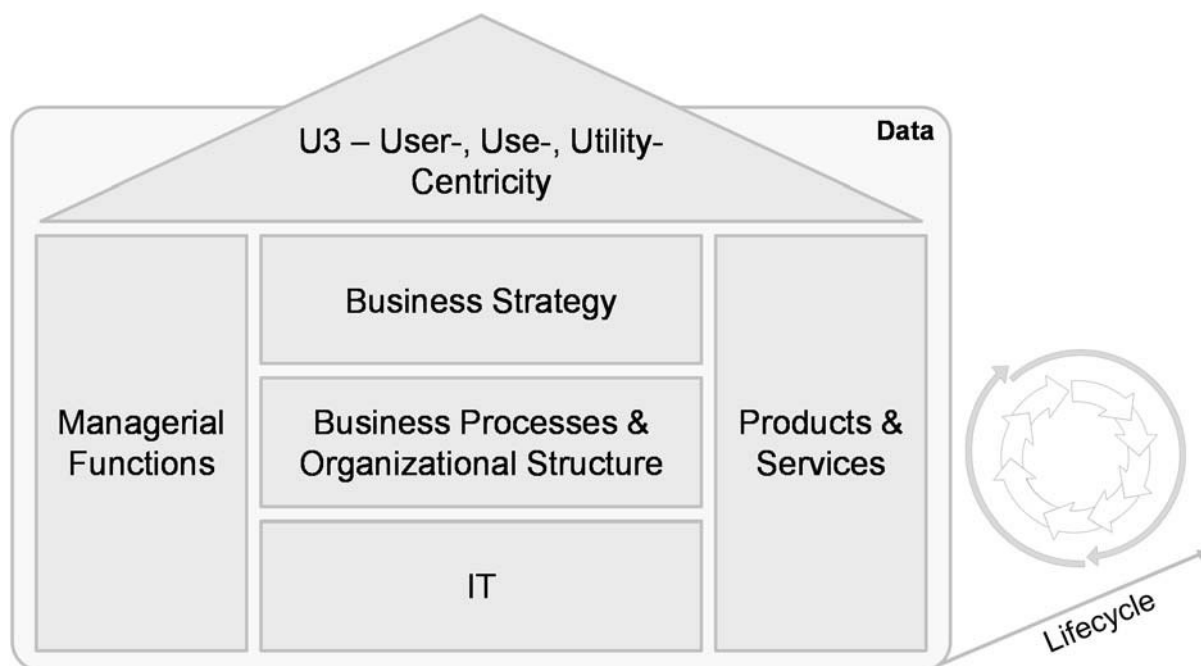 Data
U3 – User-, Use-, Utility-
Centricity
Business Strategy
Managerial
Functions
Business Processes &
Organizational Structure
Products &
Services
IT
Lifecycle